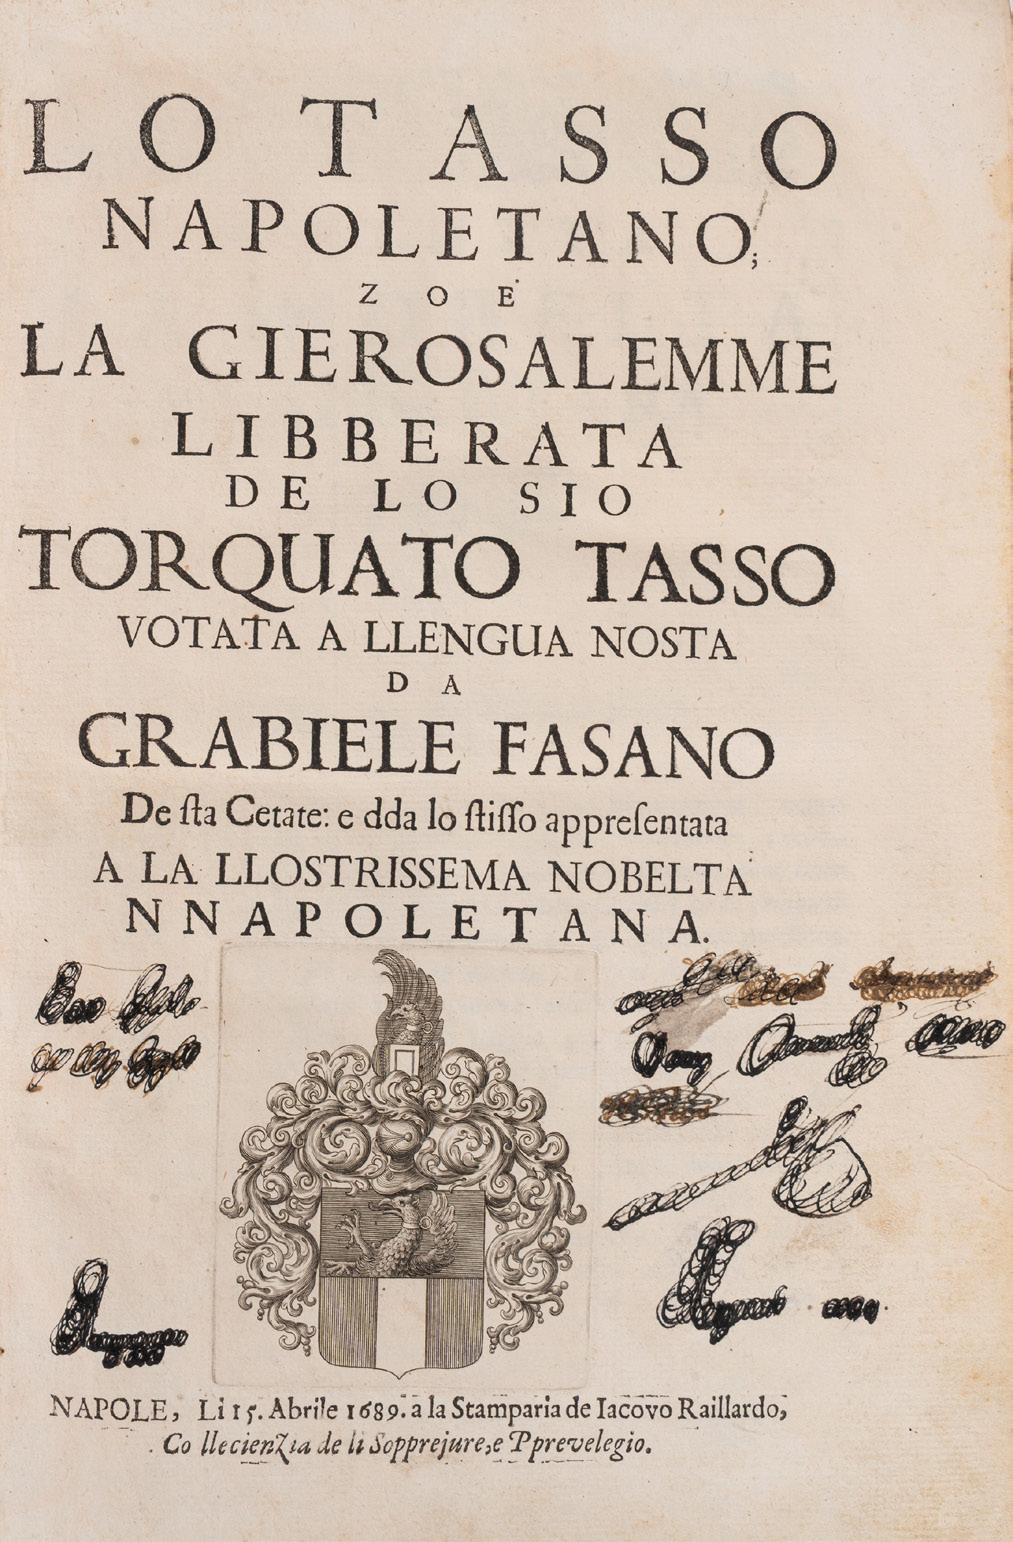 LO TASSO
NAPOLETANO;
ZOÈ
LA GIEROSALEMME
LIBBERATA
DE LO SIO
TORQUATO TASSO
VOTATA A LLENGUA NOSTA
DA
GRABIELE FASANO
De ſta Cetate: e dda lo ſtiſſo appreſentata
A LA LLOSTRISSEMA NOBELTA'
NNAPOLETANA.
NAPOLE, Li 15. Abrile 1689. a la Stamparia de Iacovo Raillardo,
Co llecienzia de li Sopprejure, e Pprevelegio.